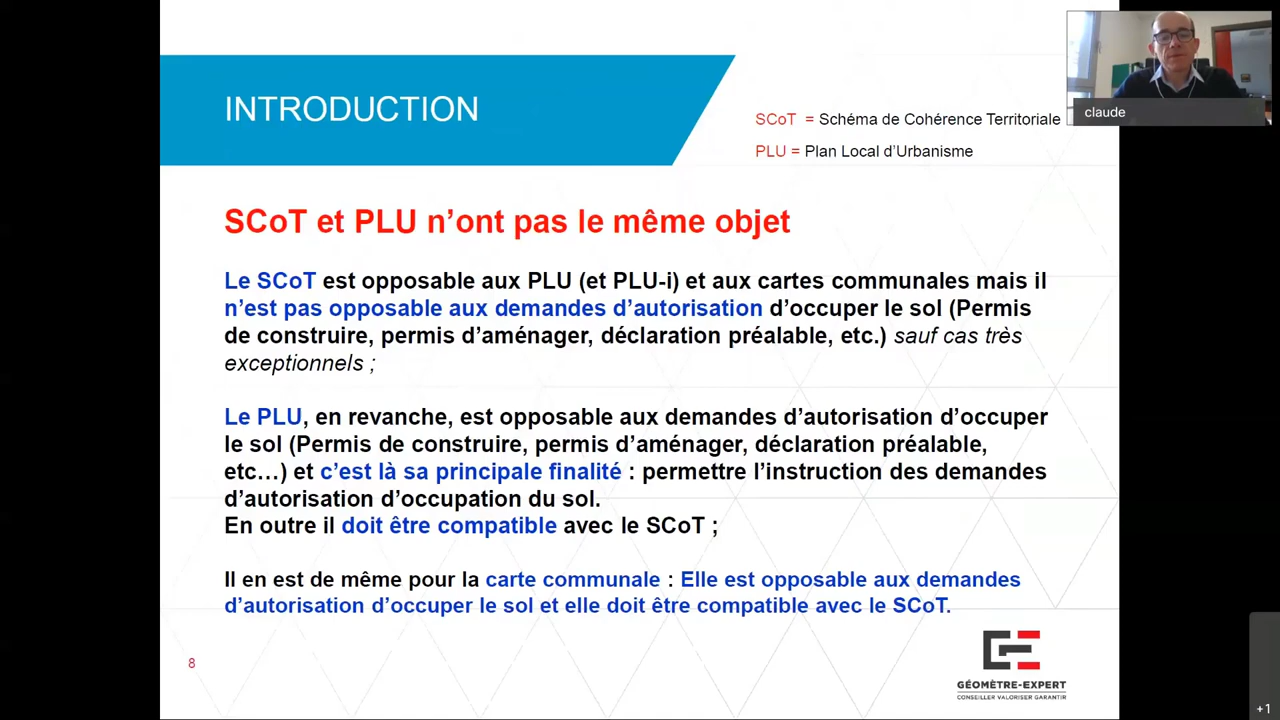 INTRODUCTION
SCoT = Schéma de Cohérence Territoriale
PLU = Plan Local d’Urbanisme
claude
SCoT et PLU n’ont pas le même objet
Le SCoT est opposable aux PLU (et PLU-i) et aux cartes communales mais il
n’est pas opposable aux demandes d’autorisation d’occuper le sol (Permis
de construire, permis d’aménager, déclaration préalable, etc.) sauf cas très
exceptionnels ;
Le PLU, en revanche, est opposable aux demandes d’autorisation d’occuper
le sol (Permis de construire, permis d’aménager, déclaration préalable,
etc…) et c’est là sa principale finalité : permettre l’instruction des demandes
d’autorisation d’occupation du sol.
En outre il doit être compatible avec le SCoT ;
Il en est de même pour la carte communale : Elle est opposable aux demandes
d’autorisation d’occuper le sol et elle doit être compatible avec le SCoT.
8
GÉOMÈTRE-EXPERT
CONSEILLER VALORISER GARANTIR
+1